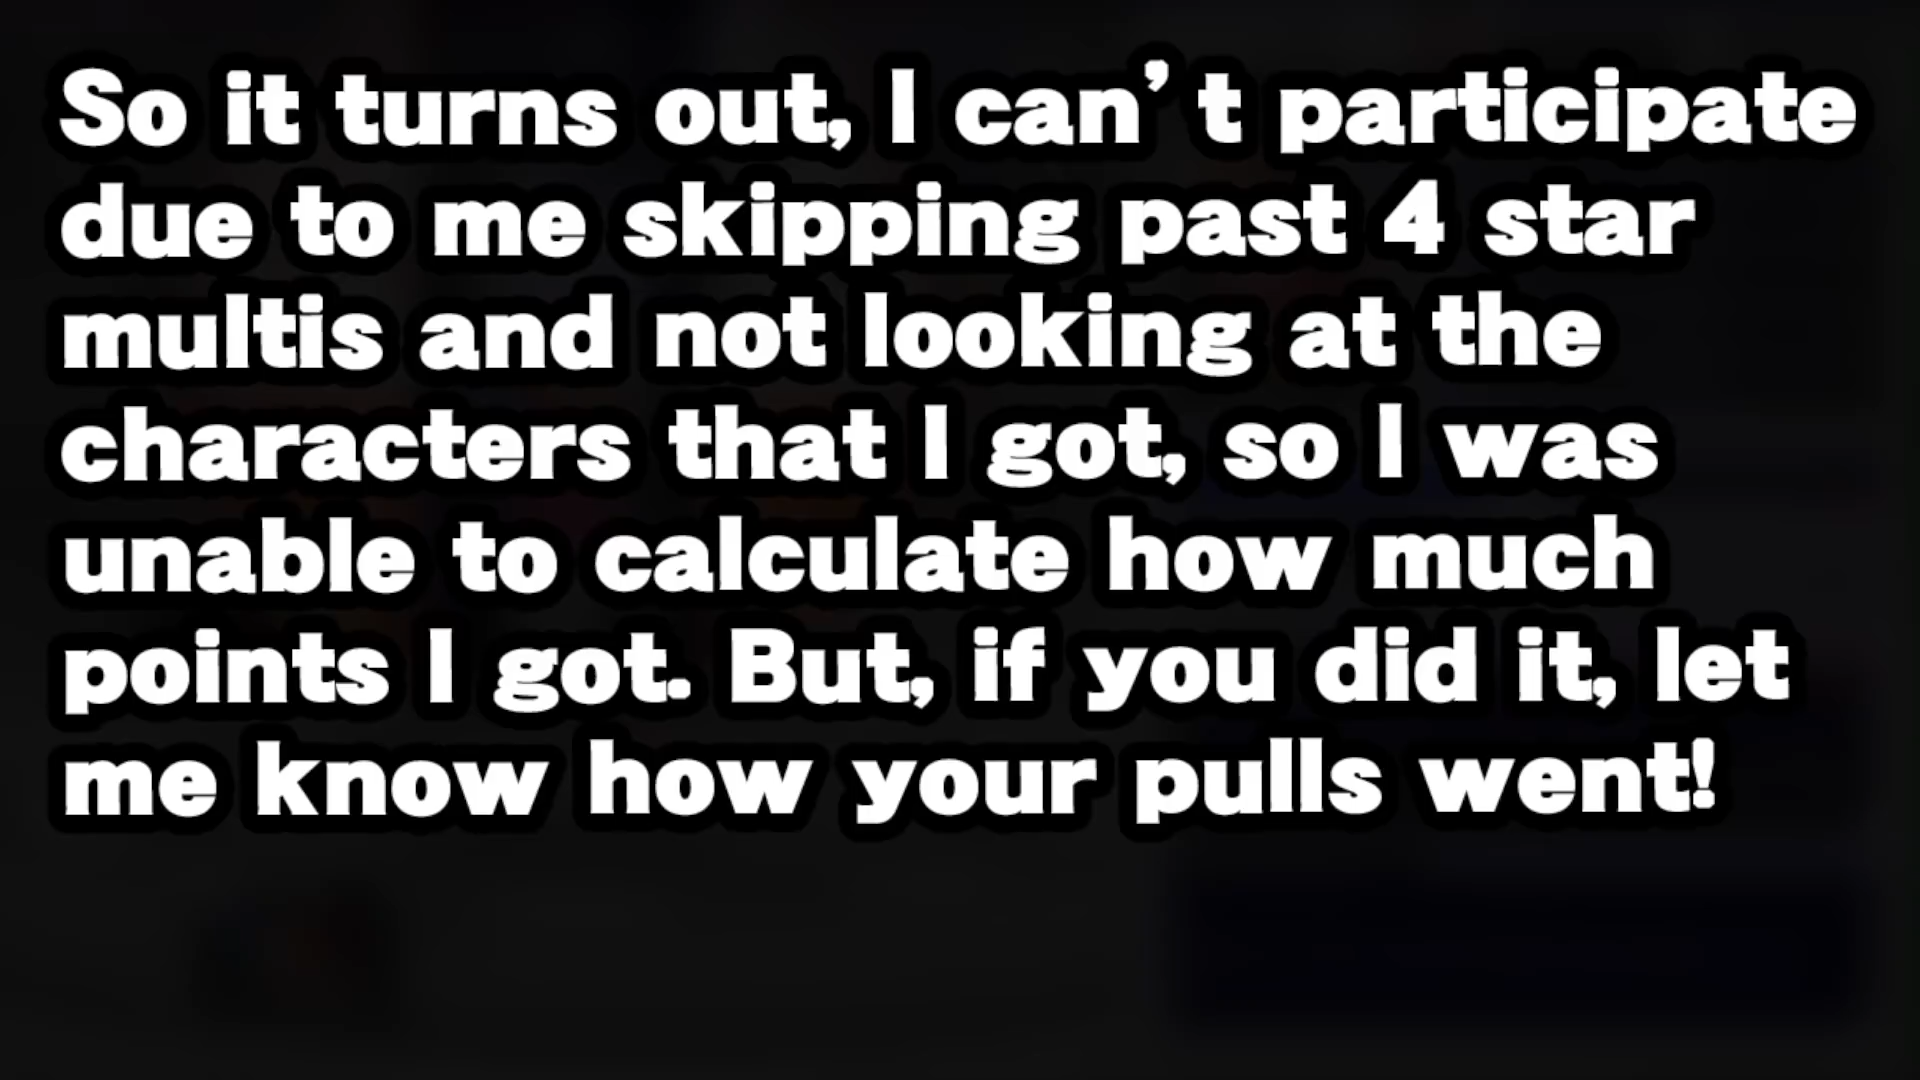 So it turns out, I can't participate
due to me skipping past 4 star
multis and not looking at the
characters that I got, so I was
unable to calculate how much
points I got. But, if you did it, let
me know how your pulls went!